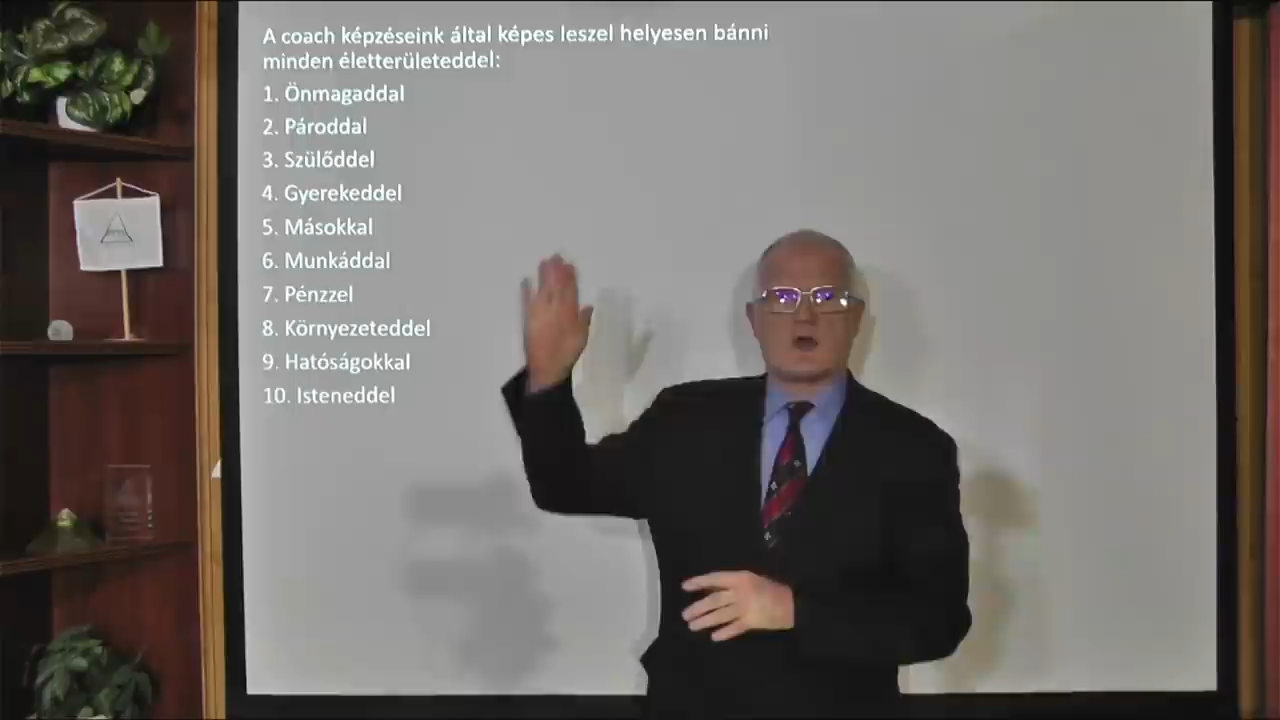 A coach képzéseink által képes leszel helyesen bánni
minden életterületeddel:
1. Önmagaddal
2. Pároddal
3. Szülőddel
4. Gyerekeddel
5. Másokkal
6. Munkáddal
7. Pénzzel
8. Környezeteddel
9. Hatóságokkal
10. Isteneddel